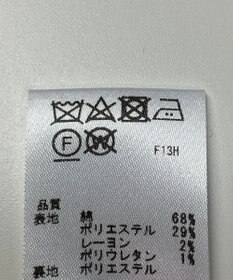 F W F13H
品質
表地 綿 68%
ポリエステル 29%
レーヨン 2%
ポリウレタン 1%
裏地 ポリエステル